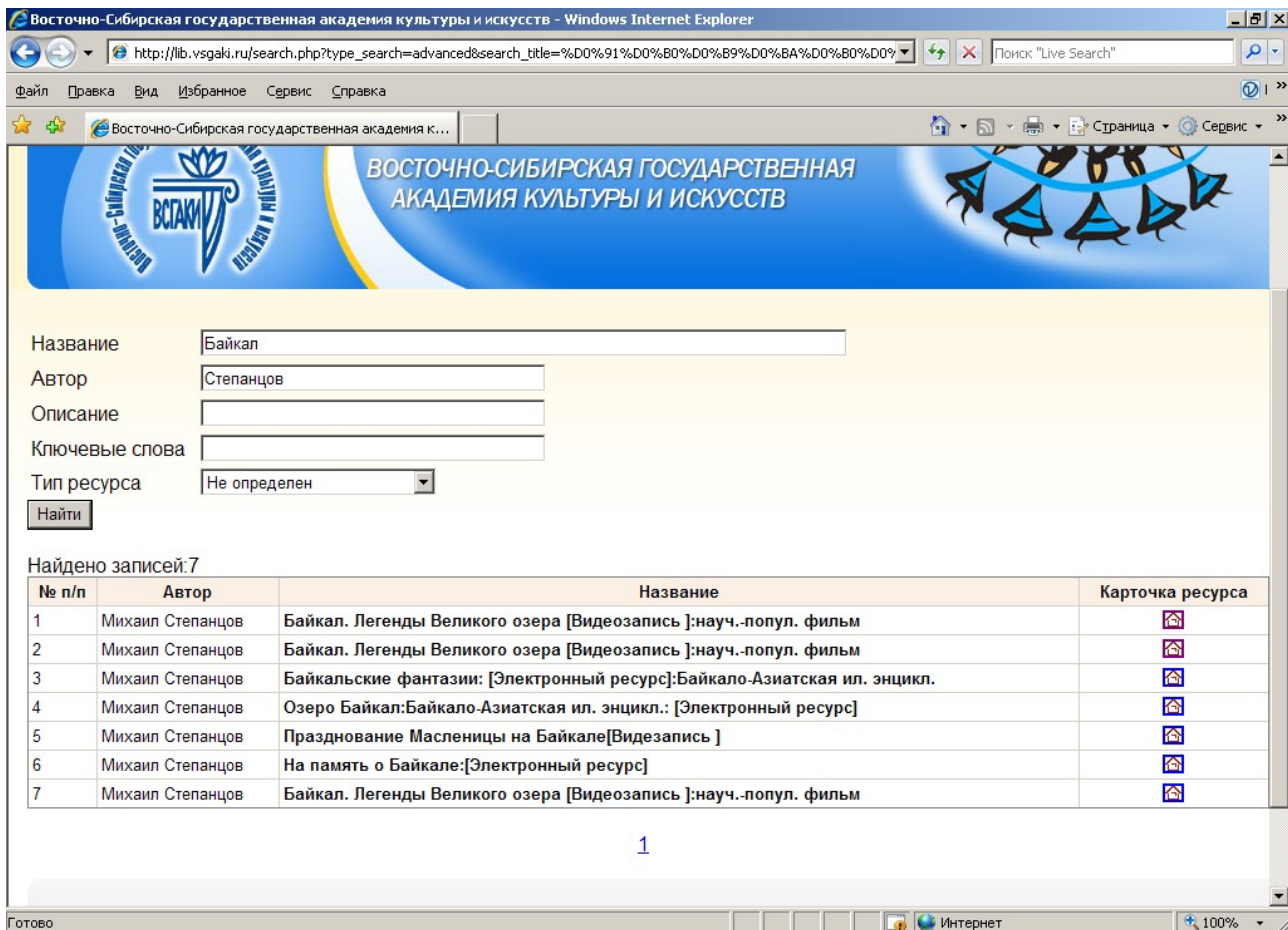 Восточно-Сибирская государственная академия культуры и искусств - Windows Internet Explorer
http://lib.vsgaki.ru/search.php?type_search=advanced&search_title=%D0%91%D0%B0%D0%B9%D0%BA%D0%B0%D0% Поиск "Live Search"
Файл Правка Вид Избранное Сервис Справка »
Восточно-Сибирская государственная академия к... Страница Сервис »
ВОСТОЧНО-СИБИРСКАЯ ГОСУДАРСТВЕННАЯ
АКАДЕМИЯ КУЛЬТУРЫ И ИСКУССТВ
ВСГАКИ
Восточно-Сибирская культуры и искусств
Название Байкал
Автор Степанцов
Описание
Ключевые слова
Тип ресурса Не определен
Найти
Найдено записей:7
№ п/п Автор Название Карточка ресурса
1 Михаил Степанцов Байкал. Легенды Великого озера [Видеозапись ]:науч.-попул. фильм
2 Михаил Степанцов Байкал. Легенды Великого озера [Видеозапись ]:науч.-попул. фильм
3 Михаил Степанцов Байкальские фантазии: [Электронный ресурс]:Байкало-Азиатская ил. энцикл.
4 Михаил Степанцов Озеро Байкал:Байкало-Азиатская ил. энцикл.: [Электронный ресурс]
5 Михаил Степанцов Празднование Масленицы на Байкале[Видезапись ]
6 Михаил Степанцов На память о Байкале:[Электронный ресурс]
7 Михаил Степанцов Байкал. Легенды Великого озера [Видеозапись ]:науч.-попул. фильм
1
Готово Интернет 100%